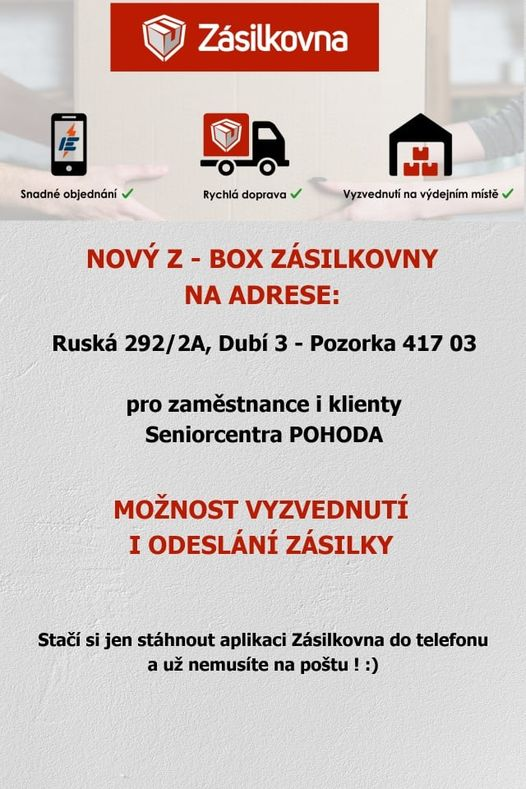 Zásilkovna
Snadné objednání
Rychlá doprava
Vyzvednutí na výdejním místě
NOVÝ Z - BOX ZÁSILKOVNY
NA ADRESE:
Ruská 292/2A, Dubí 3 - Pozorka 417 03
pro zaměstnance i klienty
Seniorcentra POHODA
MOŽNOST VYZVEDNUTÍ
I ODESLÁNÍ ZÁSILKY
Stačí si jen stáhnout aplikaci Zásilkovna do telefonu
a už nemusíte na poštu ! :)